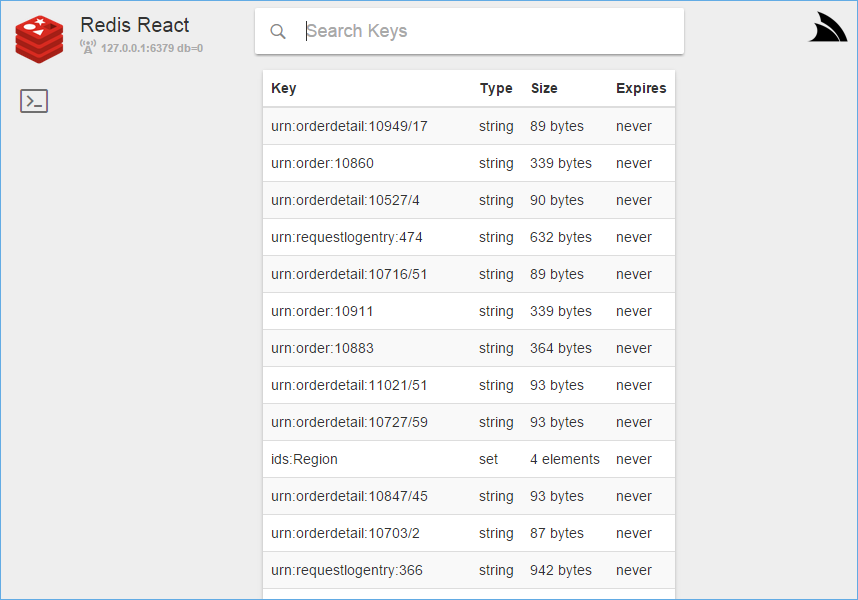 Redis React
127.0.0.1:6379 db=0
Search Keys
Key Type Size Expires
urn:orderdetail:10949/17 string 89 bytes never
urn:order:10860 string 339 bytes never
urn:orderdetail:10527/4 string 90 bytes never
urn:requestlogentry:474 string 632 bytes never
urn:orderdetail:10716/51 string 89 bytes never
urn:order:10911 string 339 bytes never
urn:order:10883 string 364 bytes never
urn:orderdetail:11021/51 string 93 bytes never
urn:orderdetail:10727/59 string 93 bytes never
ids:Region set 4 elements never
urn:orderdetail:10847/45 string 93 bytes never
urn:orderdetail:10703/2 string 87 bytes never
urn:requestlogentry:366 string 942 bytes never